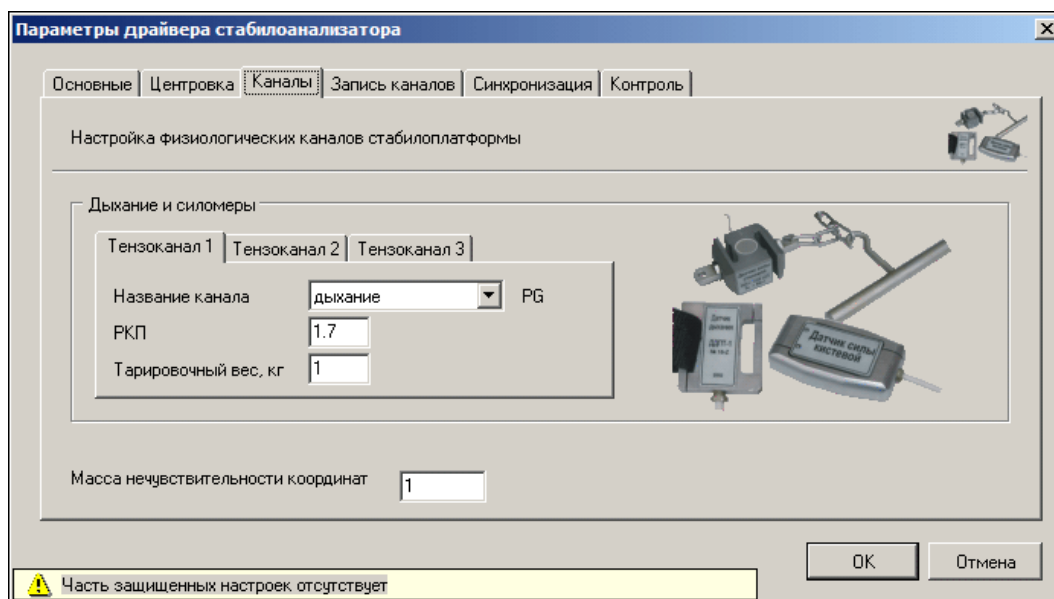 Параметры драйвера стабилоанализатора
Основные Центровка Каналы Запись каналов Синхронизация Контроль
Настройка физиологических каналов стабилоплатформы
Дыхание и силомеры
Тензоканал 1 Тензоканал 2 Тензоканал 3
Название канала дыхание PG
РКП 1.7
Тарировочный вес, кг 1
Датчик
дыхания
Датчик силы
кистевой
Масса нечувствительности координат 1
OK Отмена
Часть защищенных настроек отсутствует